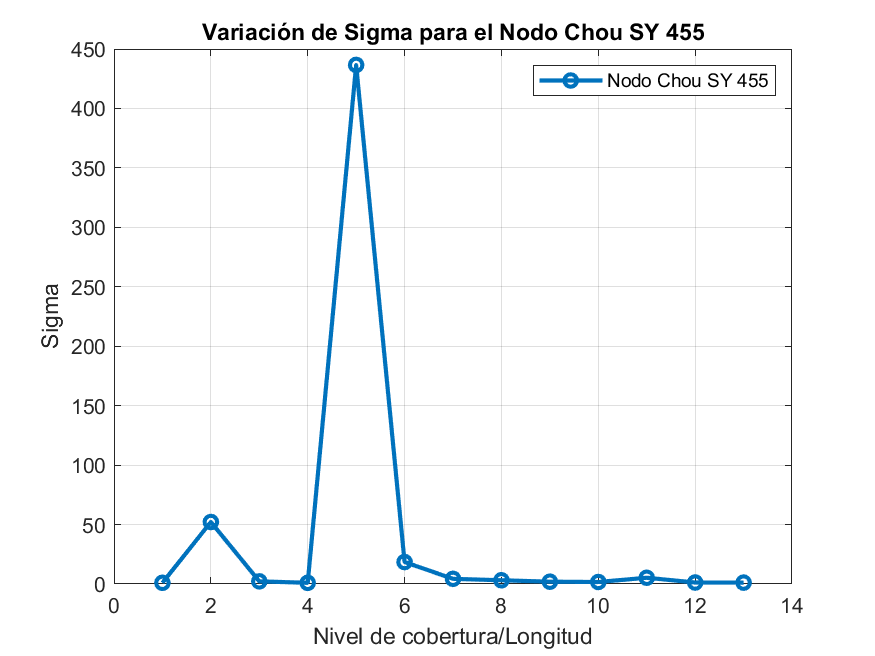 Variación de Sigma para el Nodo Chou SY 455
450
400
350
300
250
200
150
100
50
0
Sigma
Nodo Chou SY 455
0 2 4 6 8 10 12 14
Nivel de cobertura/Longitud